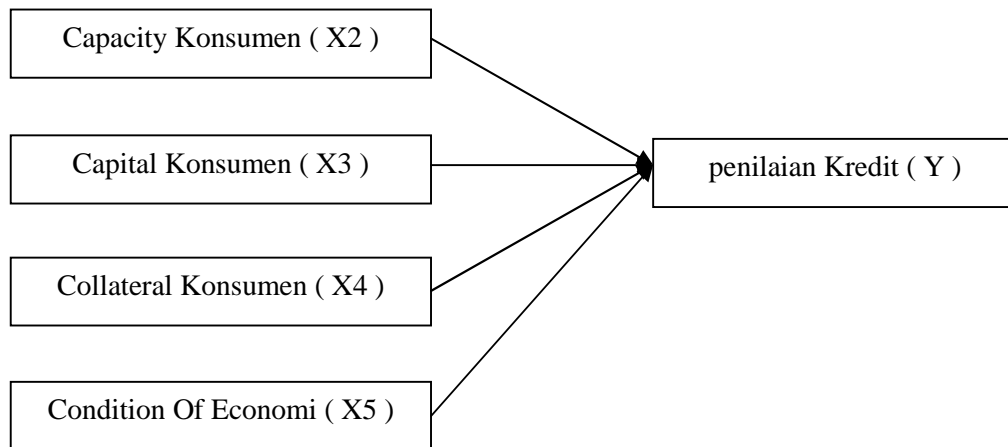 Capacity Konsumen ( X2 )
Capital Konsumen ( X3 )
penilaian Kredit ( Y )
Collateral Konsumen ( X4 )
Condition Of Economi ( X5 )